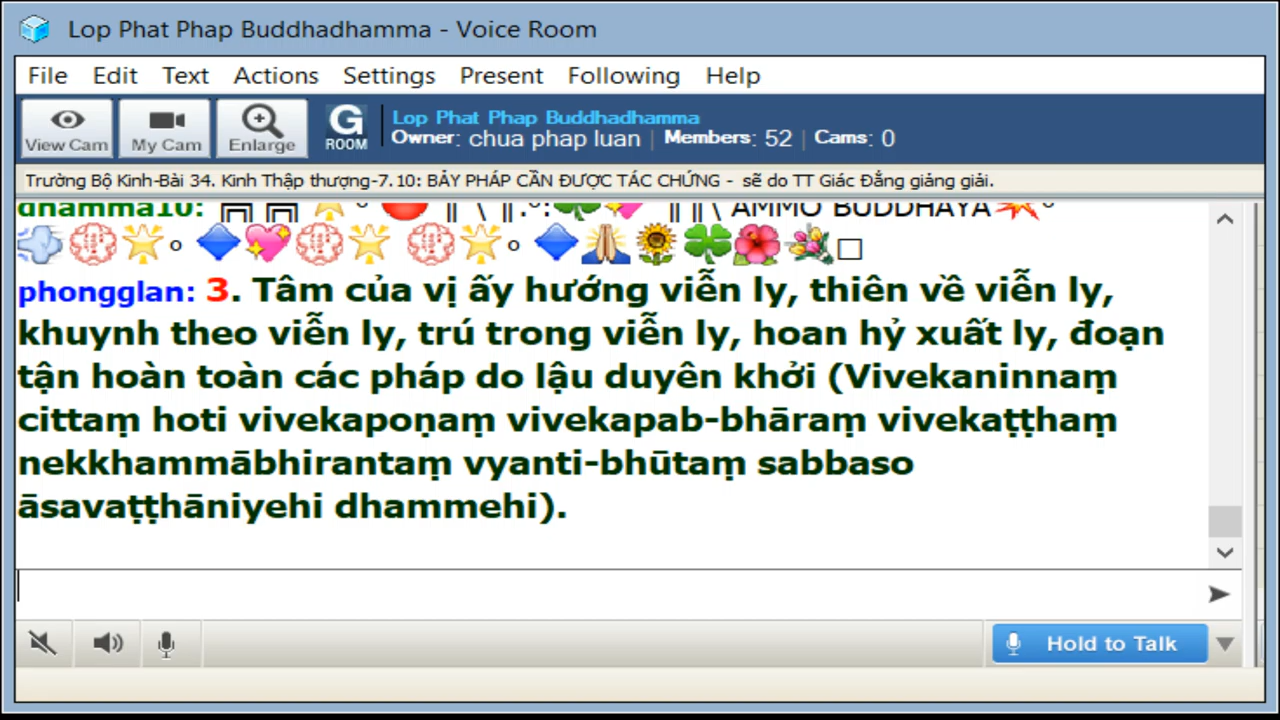 Lop Phat Phap Buddhadhamma - Voice Room
File Edit Text Actions Settings Present Following Help
View Cam My Cam Enlarge G ROOM
Lop Phat Phap Buddhadhamma
Owner: chua phap luan | Members: 52 | Cams: 0
Trường Bộ Kinh-Bài 34. Kinh Thập thượng-7.10: BẢY PHÁP CẦN ĐƯỢC TÁC CHỨNG - sẽ do TT Giác Đẳng giảng giải.
dhamma10: AMMO BUDDHAYA
phongglan: 3. Tâm của vị ấy hướng viễn ly, thiên về viễn ly,
khuynh theo viễn ly, trú trong viễn ly, hoan hỷ xuất ly, đoạn
tận hoàn toàn các pháp do lậu duyên khởi (Vivekaninnaṃ
cittaṃ hoti vivekapoṇaṃ vivekapab-bhāraṃ vivekaṭṭhaṃ
nekkhammābhirantaṃ vyanti-bhūtaṃ sabbaso
āsavaṭṭhāniyehi dhammehi).
Hold to Talk